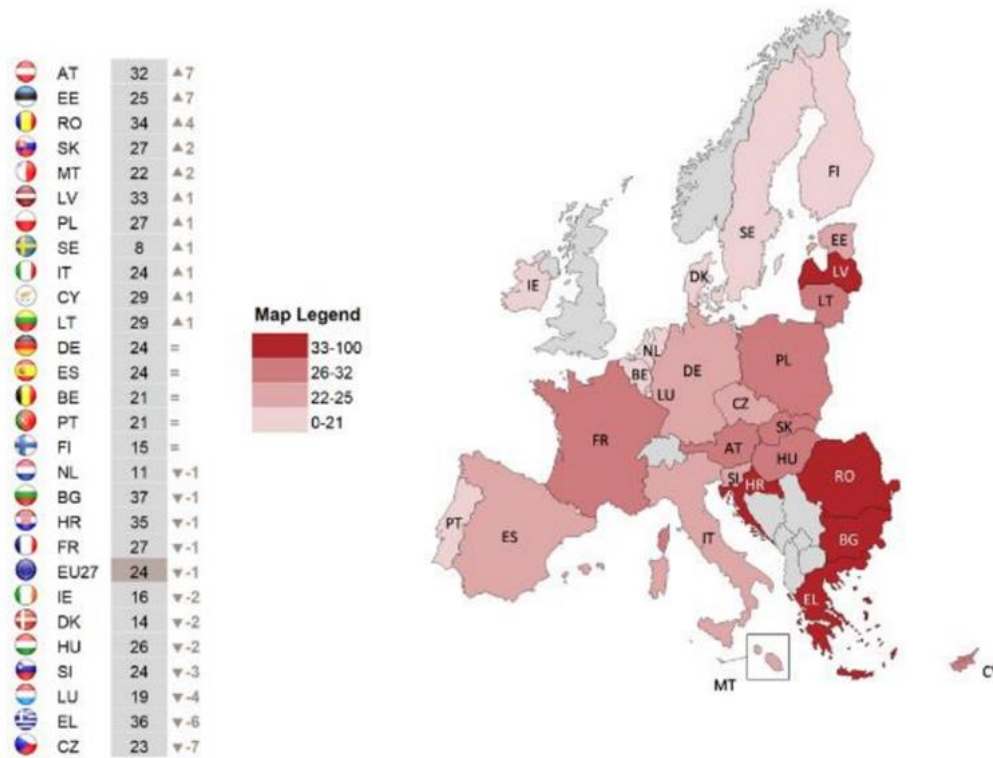 AT 32 ▲7
EE 25 ▲7
RO 34 ▲4
SK 27 ▲2
MT 22 ▲2
LV 33 ▲1
PL 27 ▲1
SE 8 ▲1
IT 24 ▲1
CY 29 ▲1
LT 29 ▲1
DE 24 =
ES 24 =
BE 21 =
PT 21 =
FI 15 =
NL 11 ▼-1
BG 37 ▼-1
HR 35 ▼-1
FR 27 ▼-1
EU27 24 ▼-1
IE 16 ▼-2
DK 14 ▼-2
HU 26 ▼-2
SI 24 ▼-3
LU 19 ▼-4
EL 36 ▼-6
CZ 23 ▼-7
Map Legend
33-100
26-32
22-25
0-21
FI
SE
EE
LV
DK
IE
LT
NL
PL
BE
DE
LU
CZ
SK
FR
AT
HU
SI
HR
RO
PT
ES
IT
BG
EL
MT
C